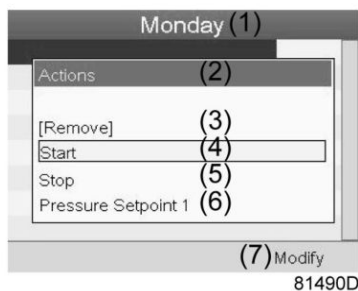 Monday (1)
Actions (2)
[Remove] (3)
Start (4)
Stop (5)
Pressure Setpoint 1 (6)
(7) Modify
81490D